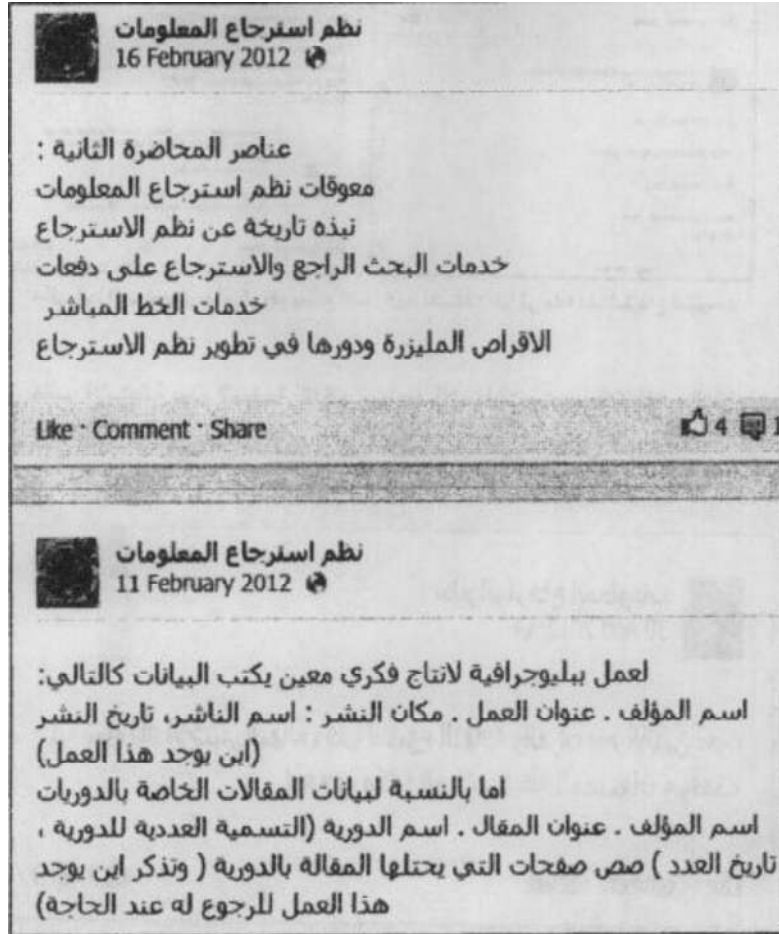 نظم استرجاع المعلومات
16 February 2012
عناصر المحاضرة الثانية :
معوقات نظم استرجاع المعلومات
نبذه تاريخة عن نظم الاسترجاع
خدمات البحث الراجع والاسترجاع على دفعات
خدمات الخط المباشر
الاقراص المليزرة ودورها في تطوير نظم الاسترجاع
Like · Comment · Share
4 1
نظم استرجاع المعلومات
11 February 2012
لعمل ببليوجرافية لانتاج فكري معين يكتب البيانات كالتالي:
اسم المؤلف . عنوان العمل . مكان النشر : اسم الناشر، تاريخ النشر
(اين يوجد هذا العمل)
اما بالنسبة لبيانات المقالات الخاصة بالدوريات
اسم المؤلف . عنوان المقال . اسم الدورية (التسمية العددية للدورية ،
تاريخ العدد ) صص صفحات التي يحتلها المقالة بالدورية ( وتذكر اين يوجد
هذا العمل للرجوع له عند الحاجة)